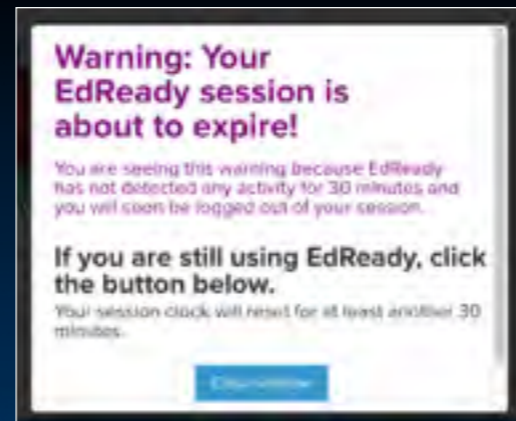 Warning: Your
EdReady session is
about to expire!
You are seeing this warning because EdReady
has not detected any activity for 30 minutes and
you will soon be logged out of your session.
If you are still using EdReady, click
the button below.
Your session clock will reset for at least another 30
minutes.